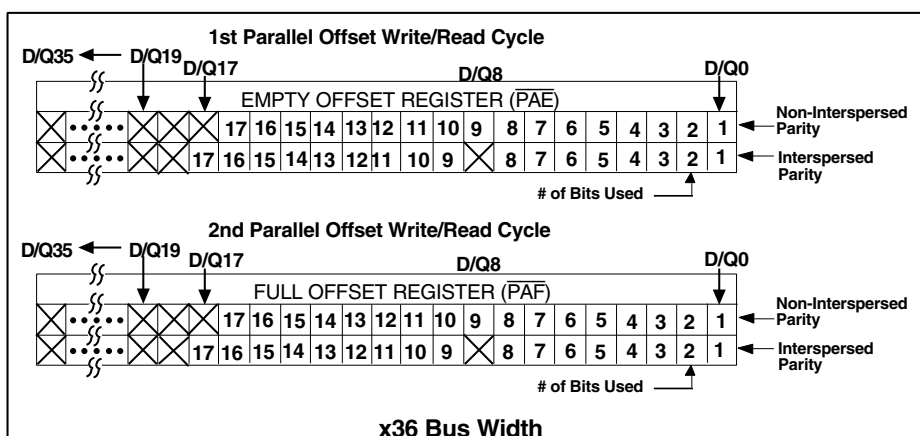 1st Parallel Offset Write/Read Cycle
D/Q35 D/Q19
D/Q17 D/Q8 D/Q0
EMPTY OFFSET REGISTER (PAE)
17 16 15 14 13 12 11 10 9 8 7 6 5 4 3 2 1
Non-Interspersed
Parity
17 16 15 14 13 12 11 10 9 8 7 6 5 4 3 2 1
Interspersed
Parity
# of Bits Used
2nd Parallel Offset Write/Read Cycle
D/Q35 D/Q19
D/Q17 D/Q8 D/Q0
FULL OFFSET REGISTER (PAF)
17 16 15 14 13 12 11 10 9 8 7 6 5 4 3 2 1
Non-Interspersed
Parity
17 16 15 14 13 12 11 10 9 8 7 6 5 4 3 2 1
Interspersed
Parity
# of Bits Used
x36 Bus Width